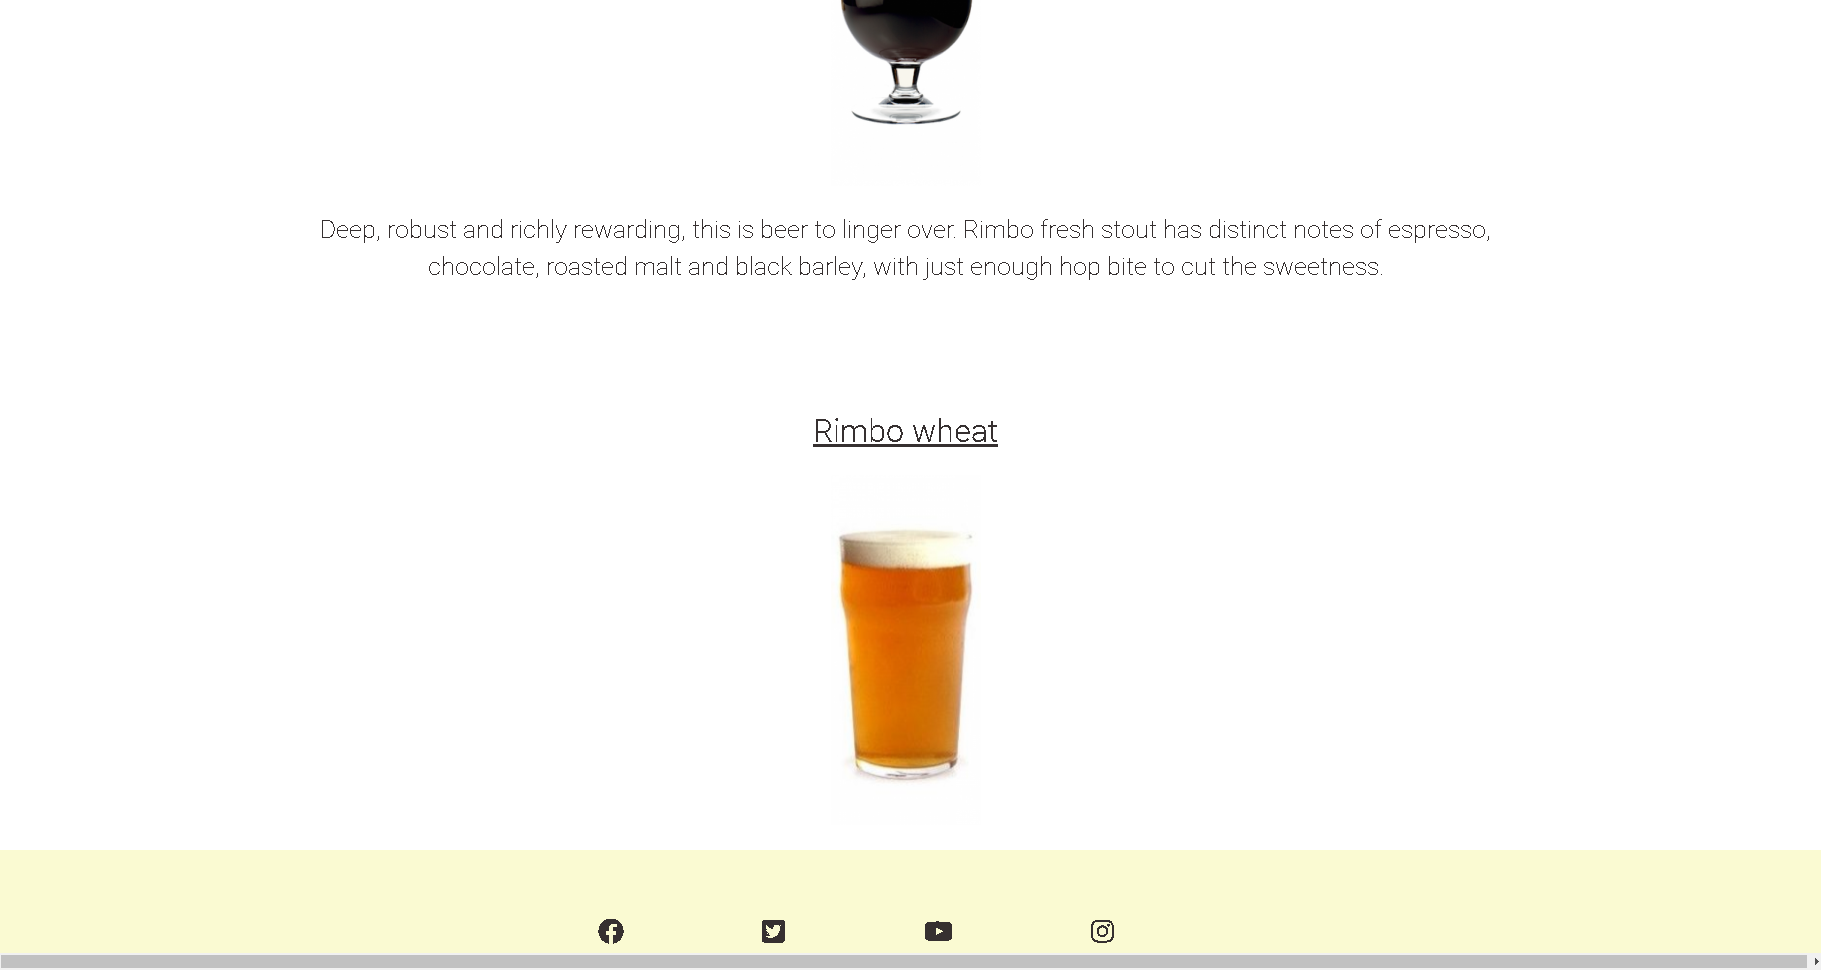 Deep, robust and richly rewarding, this is beer to linger over. Rimbo fresh stout has distinct notes of espresso,
chocolate, roasted malt and black barley, with just enough hop bite to cut the sweetness.
Rimbo wheat